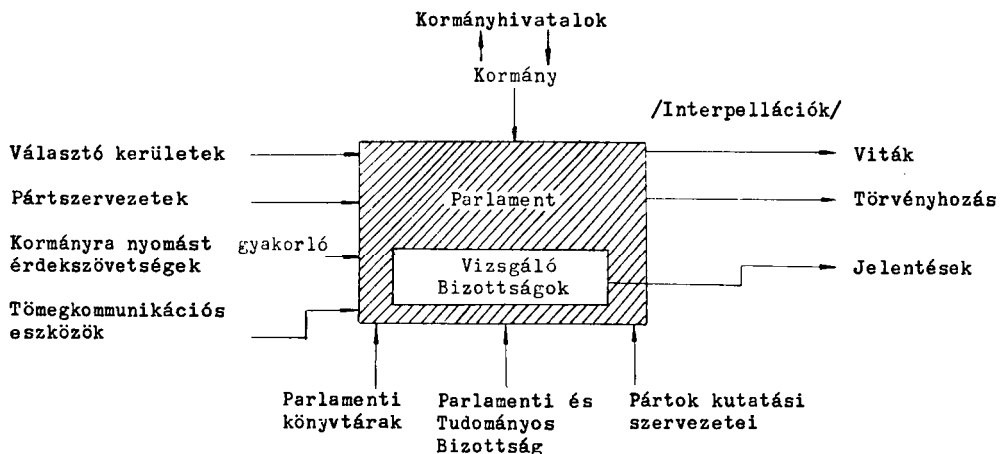 Kormányhivatalok
Kormány
/Interpellációk/
Választó kerületek
Viták
Pártszervezetek
Parlament
Törvényhozás
Kormányra nyomást gyakorló
érdekszövetségek
Vizsgáló
Bizottságok
Jelentések
Tömegkommunikációs
eszközök
Parlamenti
könyvtárak
Parlamenti és
Tudományos
Bizottság
Pártok kutatási
szervezetei